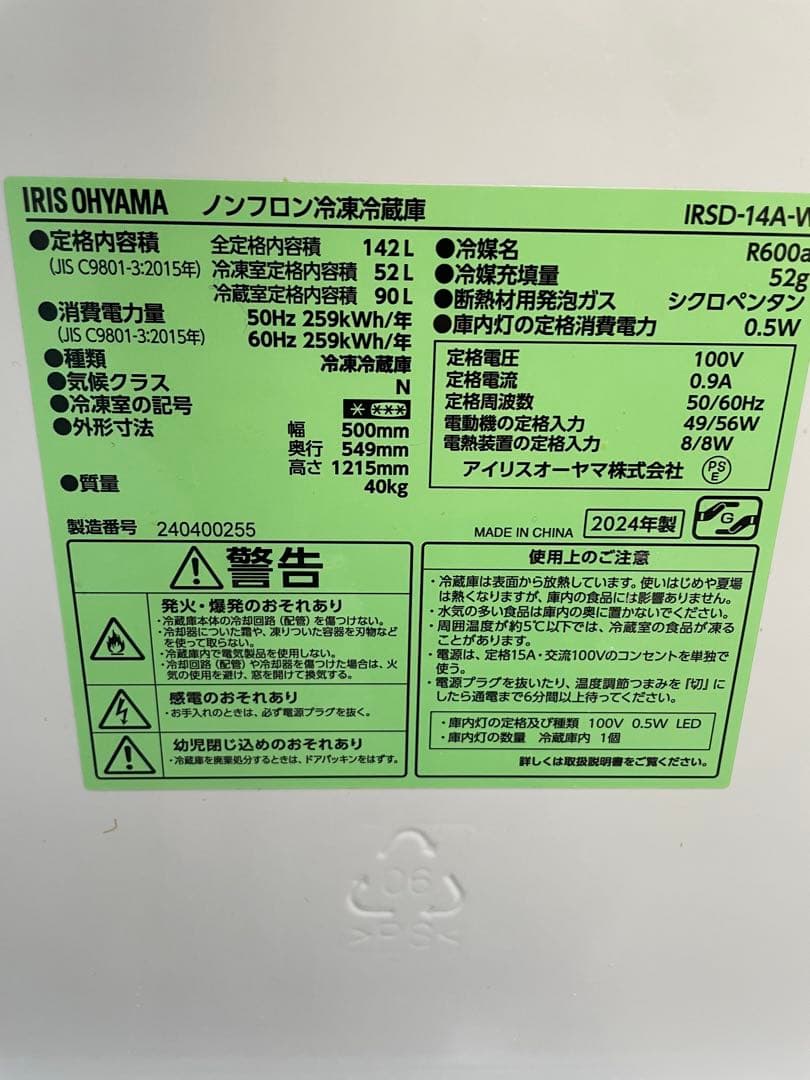 IRIS OHYAMA ノンフロン冷凍冷蔵庫 IRSD-14A-W
●定格内容積 全定格内容積 142L
(JIS C9801-3:2015年) 冷凍室定格内容積 52L
冷蔵室定格内容積 90L
●消費電力量 50Hz 259kWh/年
(JIS C9801-3:2015年) 60Hz 259kWh/年
●種類 冷凍冷蔵庫
●気候クラス N
●冷凍室の記号 * ***
●外形寸法 幅 500mm
奥行 549mm
高さ 1215mm
●質量 40kg
●冷媒名 R600a
●冷媒充填量 52g
●断熱材用発泡ガス シクロペンタン
●庫内灯の定格消費電力 0.5W
定格電圧 100V
定格電流 0.9A
定格周波数 50/60Hz
電動機の定格入力 49/56W
電熱装置の定格入力 8/8W
アイリスオーヤマ株式会社 PSE
製造番号 240400255
MADE IN CHINA 2024年製 G
警告
発火・爆発のおそれあり
・冷蔵庫本体の冷却回路(配管)を傷つけない。
・冷却器についた霜や、凍りついた容器を刃物など
を使って取らない。
・冷蔵庫内で電気製品を使用しない。
・冷却回路(配管)や冷却器を傷つけた場合は、火
気の使用を避け、窓を開けて換気する。
感電のおそれあり
・お手入れのときは、必ず電源プラグを抜く。
幼児閉じ込めのおそれあり
・冷蔵庫を廃棄処分するときは、ドアパッキンをはずす。
使用上のご注意
・冷蔵庫は表面から放熱しています。使いはじめや夏場
は熱くなりますが、庫内の食品には影響ありません。
・水気の多い食品は庫内の奥に置かないでください。
・周囲温度が約5℃以下では、冷蔵室の食品が凍る
ことがあります。
・電源は、定格15A・交流100Vのコンセントを単独で
使う。
・電源プラグを抜いたり、温度調節つまみを「切」に
したら通電まで6分間以上待ってください。
・庫内灯の定格及び種類 100V 0.5W LED
・庫内灯の数量 冷蔵庫内 1個
詳しくは取扱説明書をご覧ください。
06
>PS<